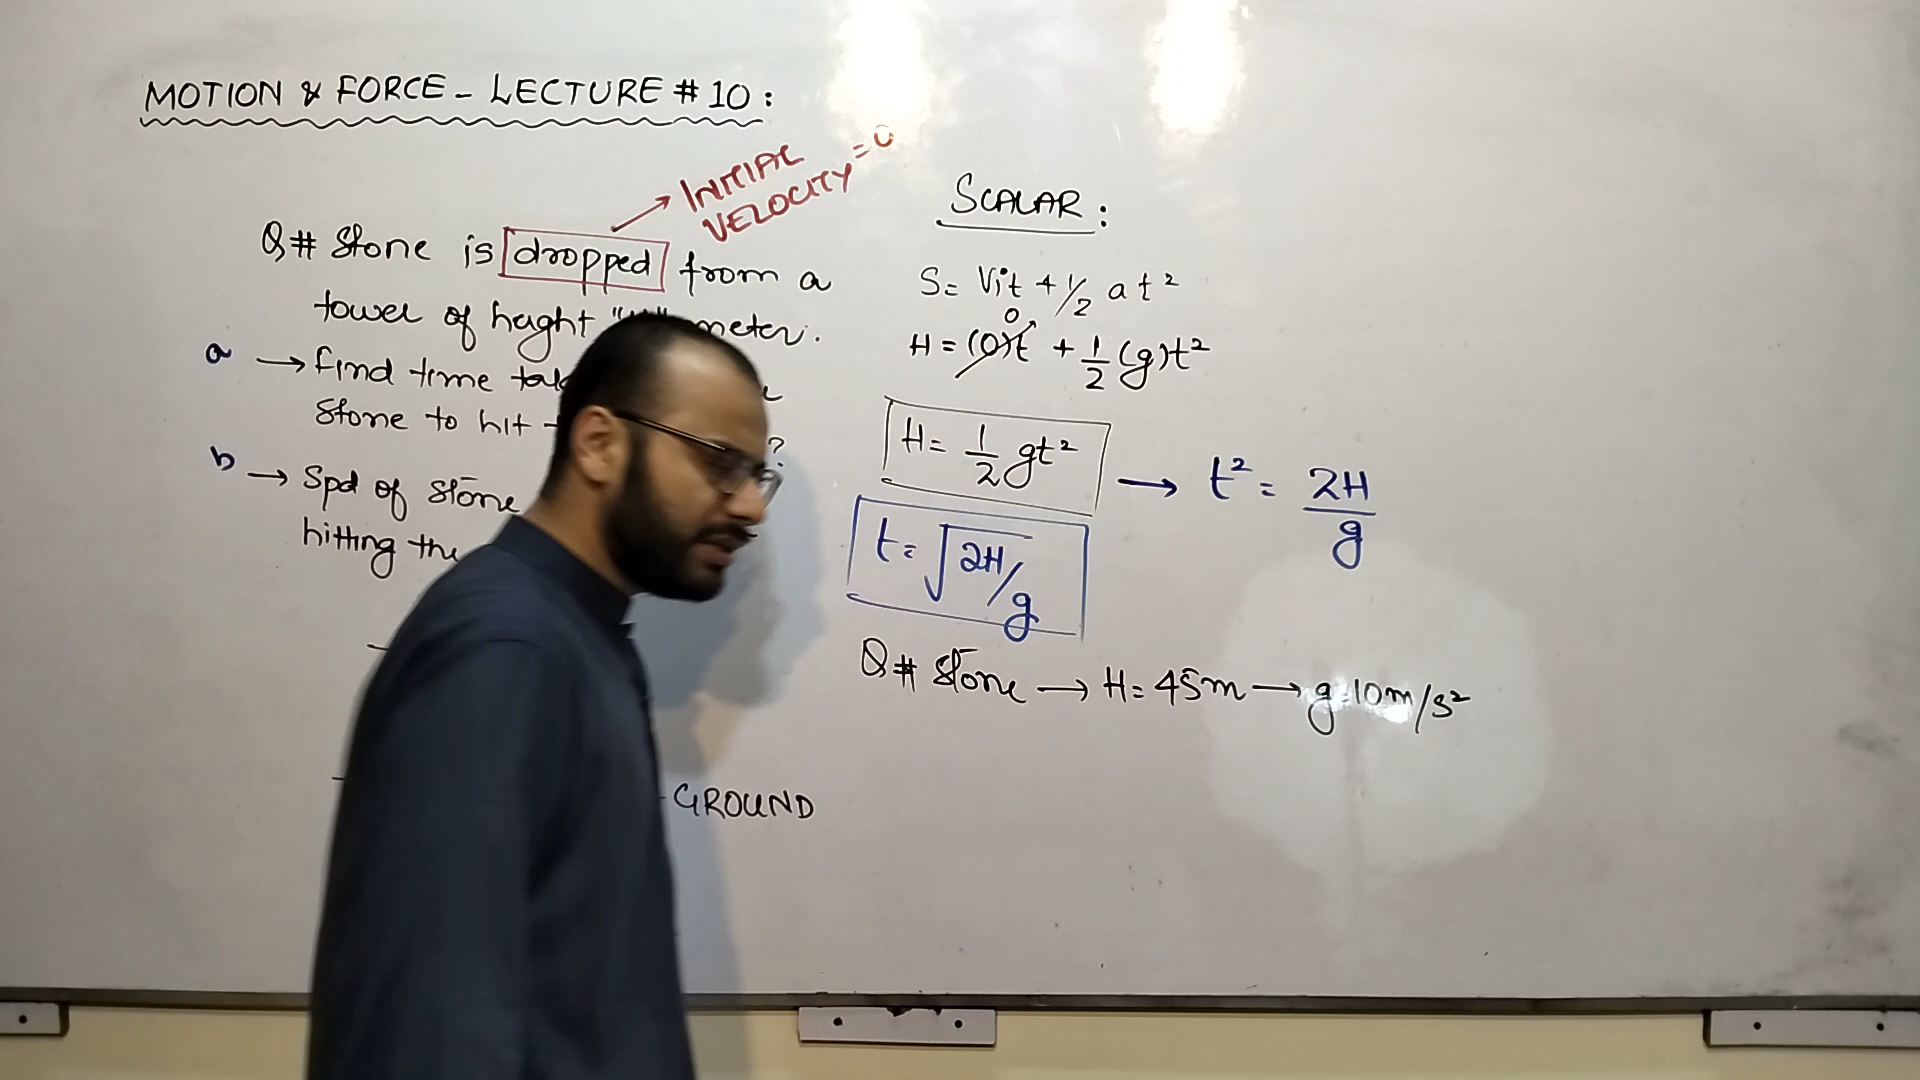 MOTION & FORCE - LECTURE # 10 :
INITIAL
VELOCITY = 0
Q# Stone is dropped from a
tower of height meter.
a → Find time
Stone to hit ?
b → Spd of stone
hitting the
GROUND
SCALAR :
S = Vit + 1/2 at²
0
H = (0)t + 1/2 (g)t²
H = 1/2 gt² → t² = 2H/g
t = √2H/g
Q# Stone → H = 45m → g=10m/s²